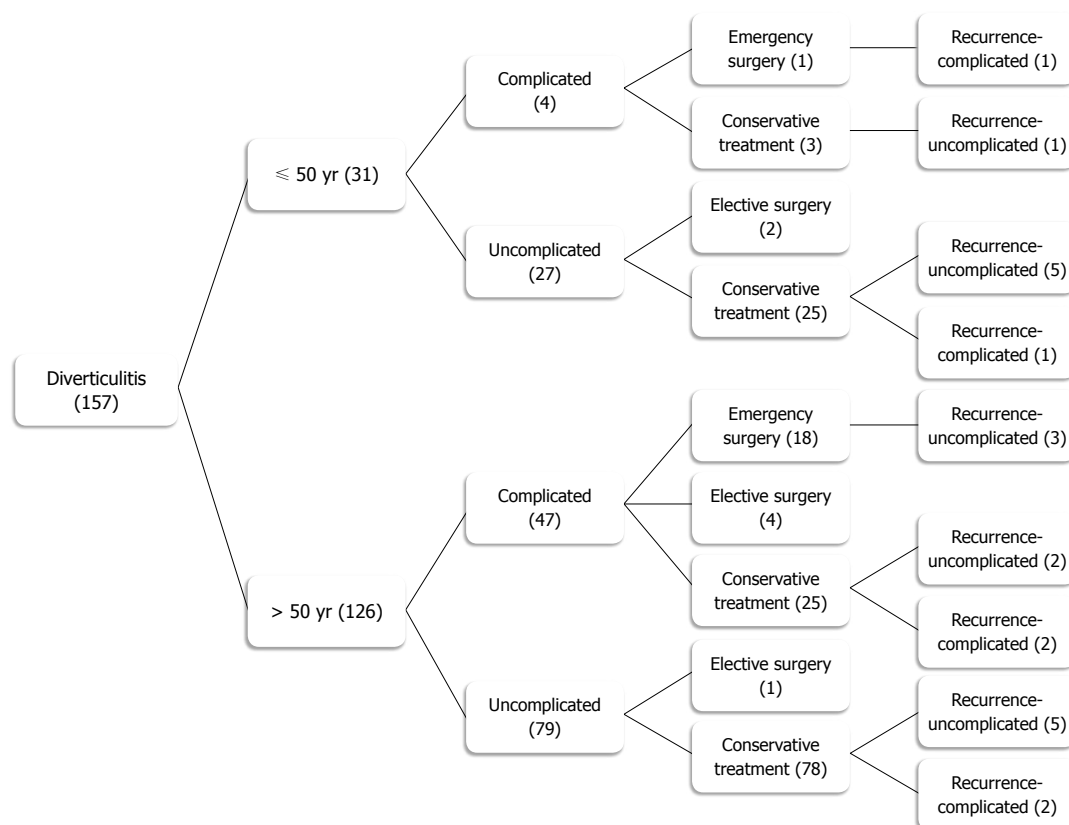 Diverticulitis
(157)
≤ 50 yr (31)
Complicated
(4)
Emergency
surgery (1)
Recurrence-
complicated (1)
Conservative
treatment (3)
Recurrence-
uncomplicated (1)
Uncomplicated
(27)
Elective surgery
(2)
Conservative
treatment (25)
Recurrence-
uncomplicated (5)
Recurrence-
complicated (1)
> 50 yr (126)
Complicated
(47)
Emergency
surgery (18)
Recurrence-
uncomplicated (3)
Elective surgery
(4)
Conservative
treatment (25)
Recurrence-
uncomplicated (2)
Recurrence-
complicated (2)
Uncomplicated
(79)
Elective surgery
(1)
Conservative
treatment (78)
Recurrence-
uncomplicated (5)
Recurrence-
complicated (2)